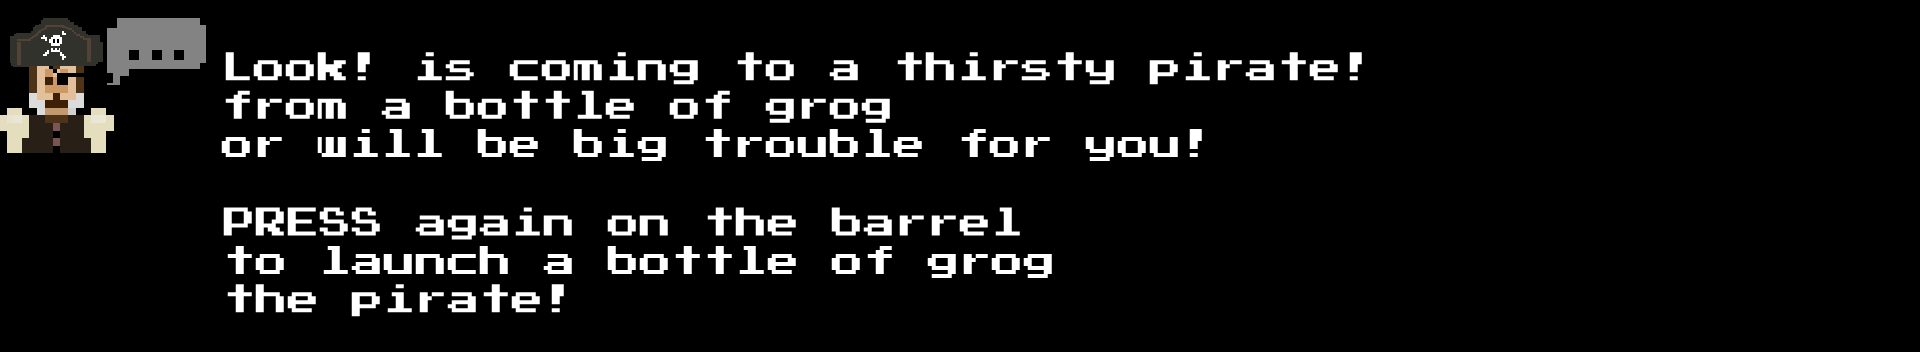 Look! is coming to a thirsty pirate!
from a bottle of grog
or will be big trouble for you!
PRESS again on the barrel
to launch a bottle of grog
the pirate!